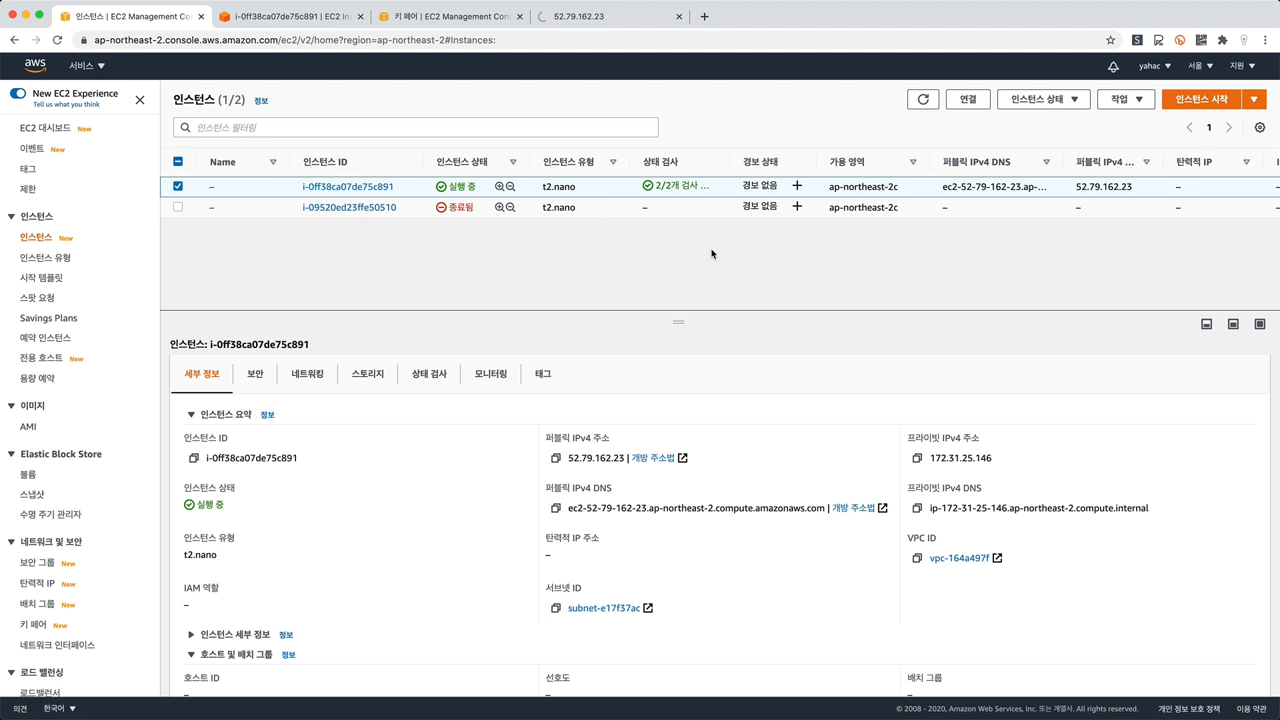 인스턴스 | EC2 Management Co
i-0ff38ca07de75c891 | EC2 In
키 페어 | EC2 Management Con
52.79.162.23
ap-northeast-2.console.aws.amazon.com/ec2/v2/home?region=ap-northeast-2#Instances:
aws
서비스
yahac
서울
지원
New EC2 Experience
Tell us what you think
EC2 대시보드 New
이벤트 New
태그
제한
인스턴스
인스턴스 New
인스턴스 유형
시작 템플릿
스팟 요청
Savings Plans
예약 인스턴스
전용 호스트 New
용량 예약
이미지
AMI
Elastic Block Store
볼륨
스냅샷
수명 주기 관리자
네트워크 및 보안
보안 그룹 New
탄력적 IP New
배치 그룹 New
키 페어 New
네트워크 인터페이스
로드 밸런싱
로드밸런서
인스턴스 (1/2) 정보
연결
인스턴스 상태
작업
인스턴스 시작
인스턴스 필터링
1
Name 인스턴스 ID 인스턴스 상태 인스턴스 유형 상태 검사 경보 상태 가용 영역 퍼블릭 IPv4 DNS 퍼블릭 IPv4 ... 탄력적 IP
– i-0ff38ca07de75c891 실행 중 t2.nano 2/2개 검사 ... 경보 없음 ap-northeast-2c ec2-52-79-162-23.ap-... 52.79.162.23 –
– i-09520ed23ffe50510 종료됨 t2.nano – 경보 없음 ap-northeast-2c – – –
인스턴스: i-0ff38ca07de75c891
세부 정보 보안 네트워킹 스토리지 상태 검사 모니터링 태그
인스턴스 요약 정보
인스턴스 ID
i-0ff38ca07de75c891
퍼블릭 IPv4 주소
52.79.162.23 | 개방 주소법
프라이빗 IPv4 주소
172.31.25.146
인스턴스 상태
실행 중
퍼블릭 IPv4 DNS
ec2-52-79-162-23.ap-northeast-2.compute.amazonaws.com | 개방 주소법
프라이빗 IPv4 DNS
ip-172-31-25-146.ap-northeast-2.compute.internal
인스턴스 유형
t2.nano
탄력적 IP 주소
–
VPC ID
vpc-164a497f
IAM 역할
–
서브넷 ID
subnet-e17f37ac
인스턴스 세부 정보 정보
호스트 및 배치 그룹 정보
호스트 ID
–
선호도
–
배치 그룹
–
의견
한국어
© 2008 - 2020, Amazon Web Services, Inc. 또는 계열사. All rights reserved.
개인 정보 보호 정책
이용 약관